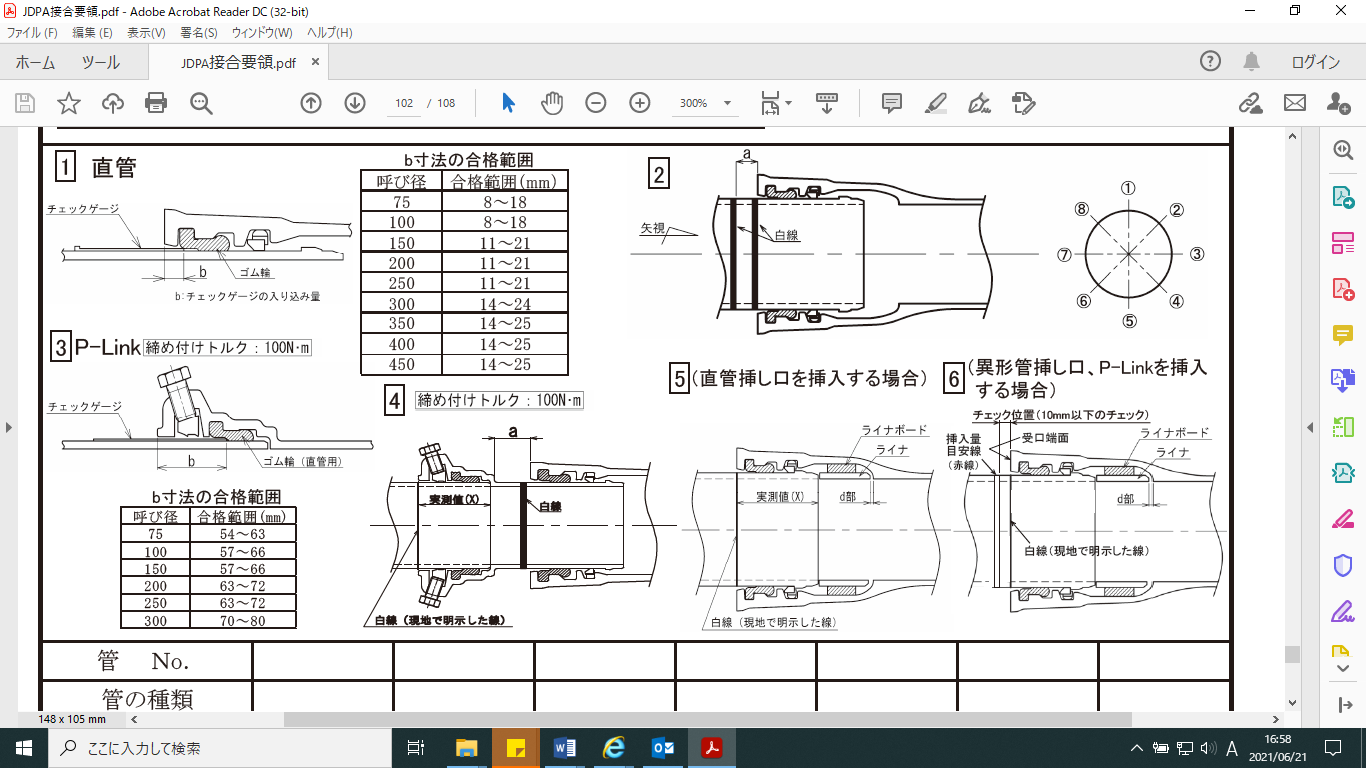 JDPA接合要領.pdf - Adobe Acrobat Reader DC (32-bit)
ファイル(F) 編集(E) 表示(V) 署名(S) ウィンドウ(W) ヘルプ(H)
ホーム ツール JDPA接合要領.pdf × ログイン
102 / 108 300%
1 直管
チェックゲージ
b
ゴム輪
b:チェックゲージの入り込み量
b寸法の合格範囲
呼び径 合格範囲(mm)
75 8～18
100 8～18
150 11～21
200 11～21
250 11～21
300 14～24
350 14～25
400 14～25
450 14～25
2
a
矢視
白線
① ② ③ ④ ⑤ ⑥ ⑦ ⑧
3 P-Link 締め付けトルク：100N･m
チェックゲージ
b
ゴム輪（直管用）
b寸法の合格範囲
呼び径 合格範囲(mm)
75 54～63
100 57～66
150 57～66
200 63～72
250 63～72
300 70～80
4 締め付けトルク：100N･m
a
実測値(X)
白線
白線（現地で明示した線）
5 (直管挿し口を挿入する場合)
ライナボード
ライナ
実測値(X) d部
白線（現地で明示した線）
6 (異形管挿し口、P-Linkを挿入
する場合)
チェック位置(10mm以下のチェック)
挿入量
目安線
(赤線)
受口端面
ライナボード
ライナ
d部
白線(現地で明示した線)
管 No.
管の種類
148 x 105 mm
ここに入力して検索
A
16:58
2021/06/21